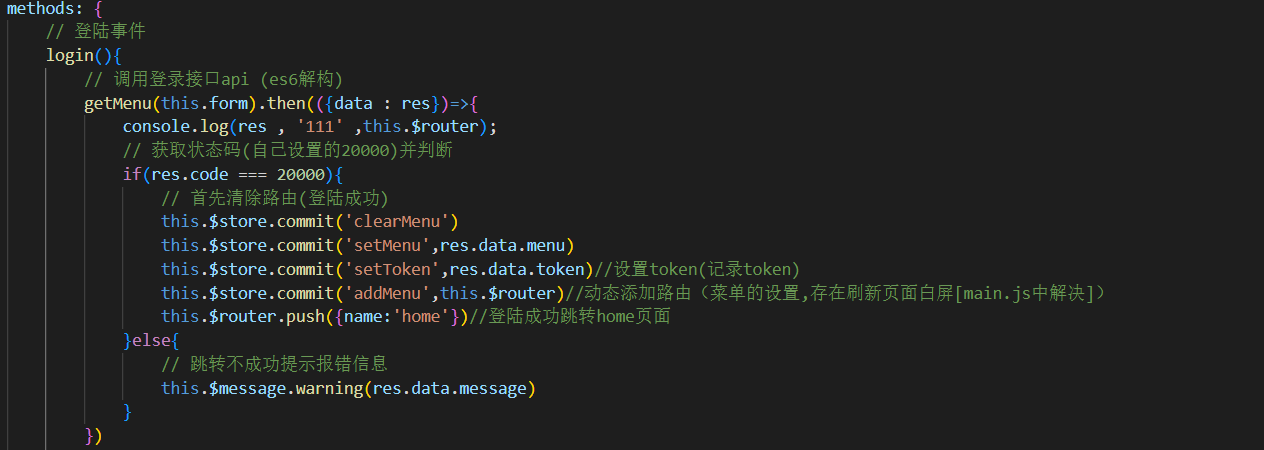 methods: {
// 登陆事件
login(){
// 调用登录接口api (es6解构)
getMenu(this.form).then(({data : res})=>{
console.log(res , '111' ,this.$router);
// 获取状态码(自己设置的20000)并判断
if(res.code === 20000){
// 首先清除路由(登陆成功)
this.$store.commit('clearMenu')
this.$store.commit('setMenu',res.data.menu)
this.$store.commit('setToken',res.data.token)//设置token(记录token)
this.$store.commit('addMenu',this.$router)//动态添加路由（菜单的设置,存在刷新页面白屏[main.js中解决]）
this.$router.push({name:'home'})//登陆成功跳转home页面
}else{
// 跳转不成功提示报错信息
this.$message.warning(res.data.message)
}
})